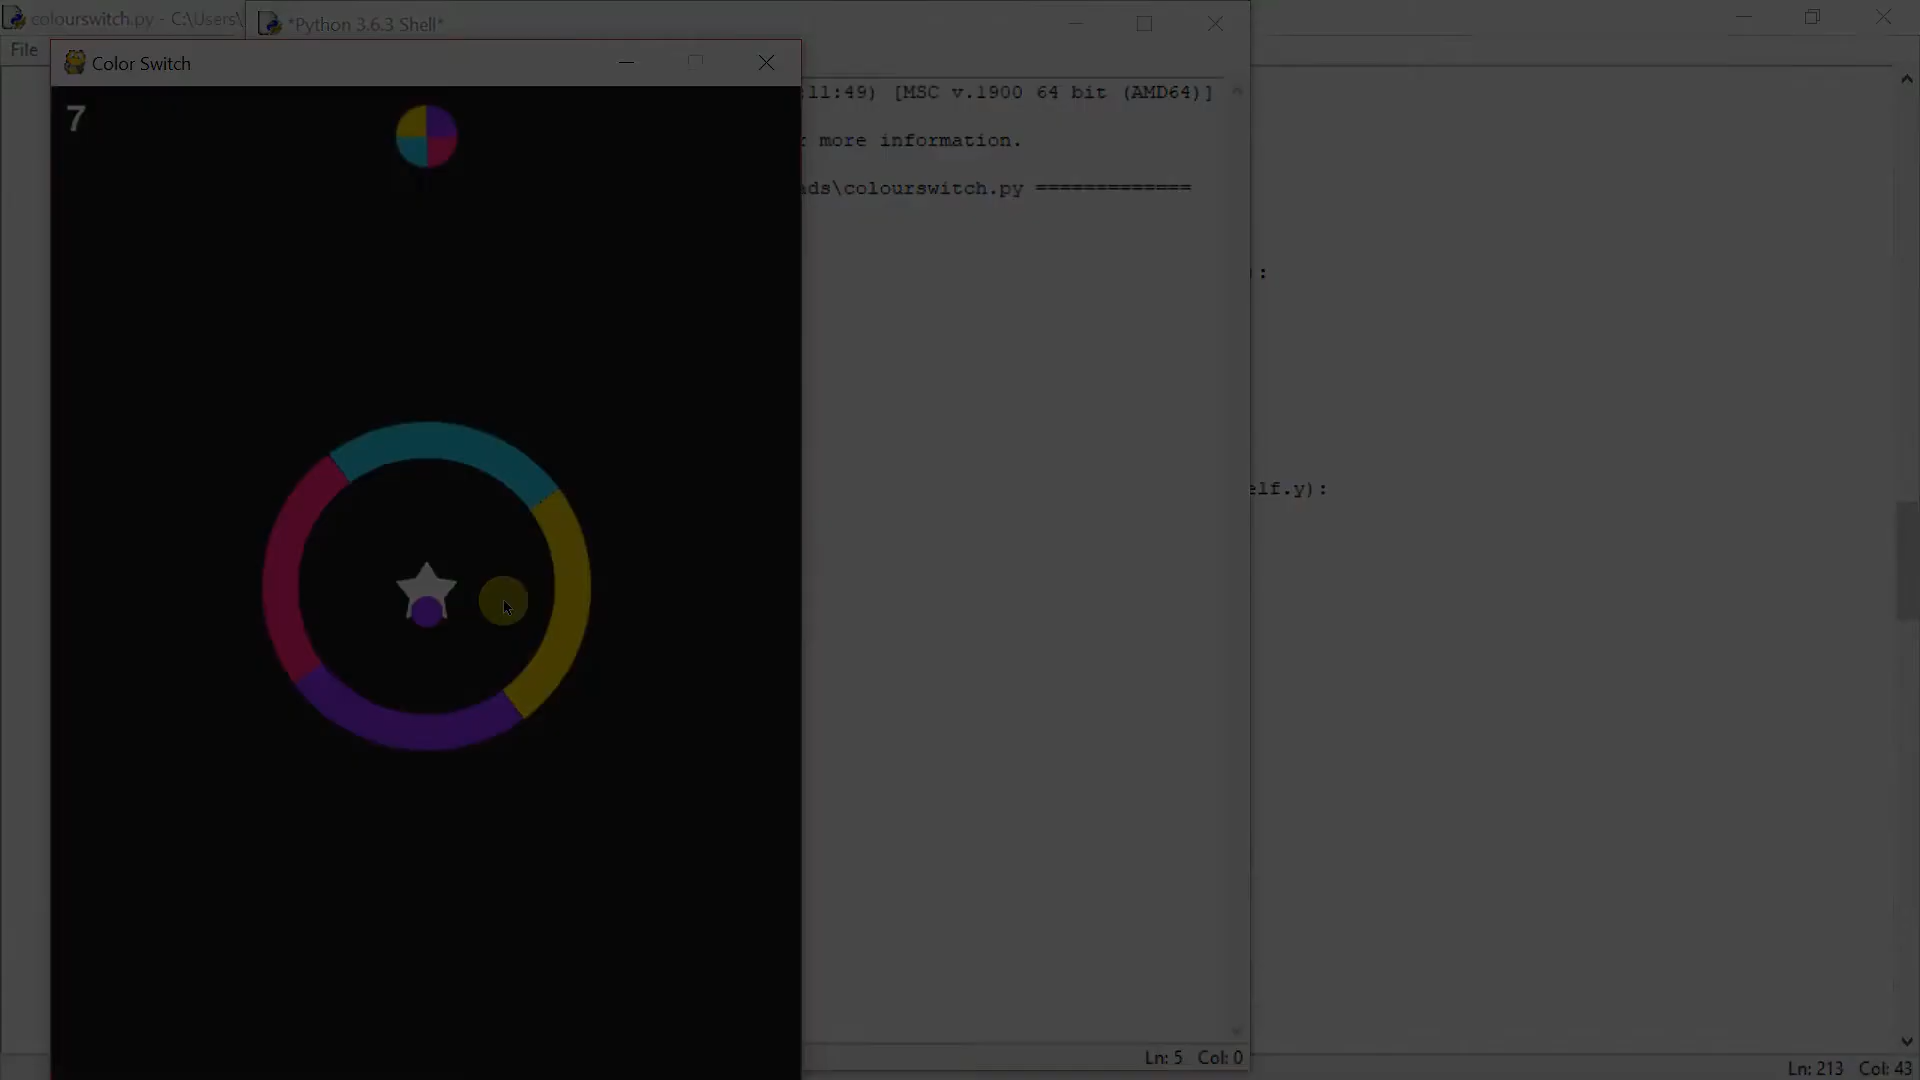 colourswitch.py - C:\Users\
*Python 3.6.3 Shell*
File
Color Switch
:11:49) [MSC v.1900 64 bit (AMD64)]
7
more information.
ads\colourswitch.py =============
):
elf.y):
Ln: 5 Col: 0
Ln: 213 Col: 43